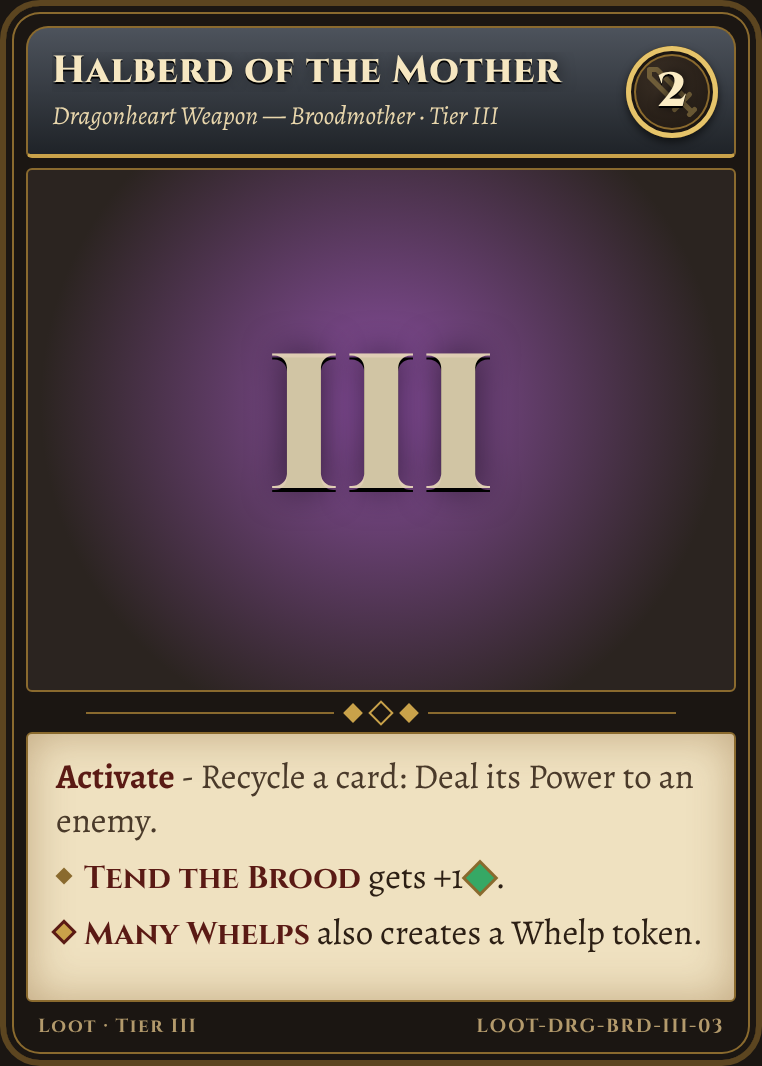 Halberd of the Mother
Dragonheart Weapon — Broodmother · Tier III
2
III
Activate - Recycle a card: Deal its Power to an
enemy.
Tend the Brood gets +1.
Many Whelps also creates a Whelp token.
Loot · Tier III
LOOT-DRG-BRD-III-03